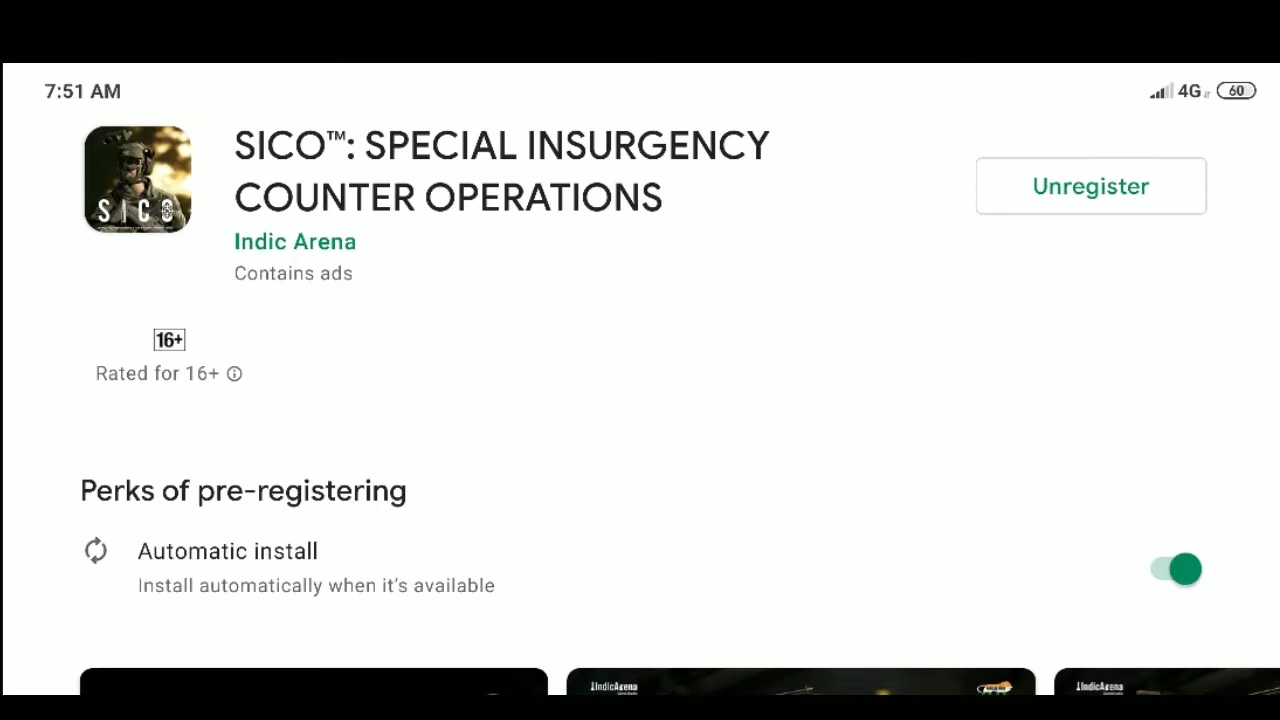 7:51 AM
4G
60
SICO™: SPECIAL INSURGENCY
COUNTER OPERATIONS
Unregister
Indic Arena
Contains ads
SICO
16+
Rated for 16+
Perks of pre-registering
Automatic install
Install automatically when it's available
IndicArena
IndicArena